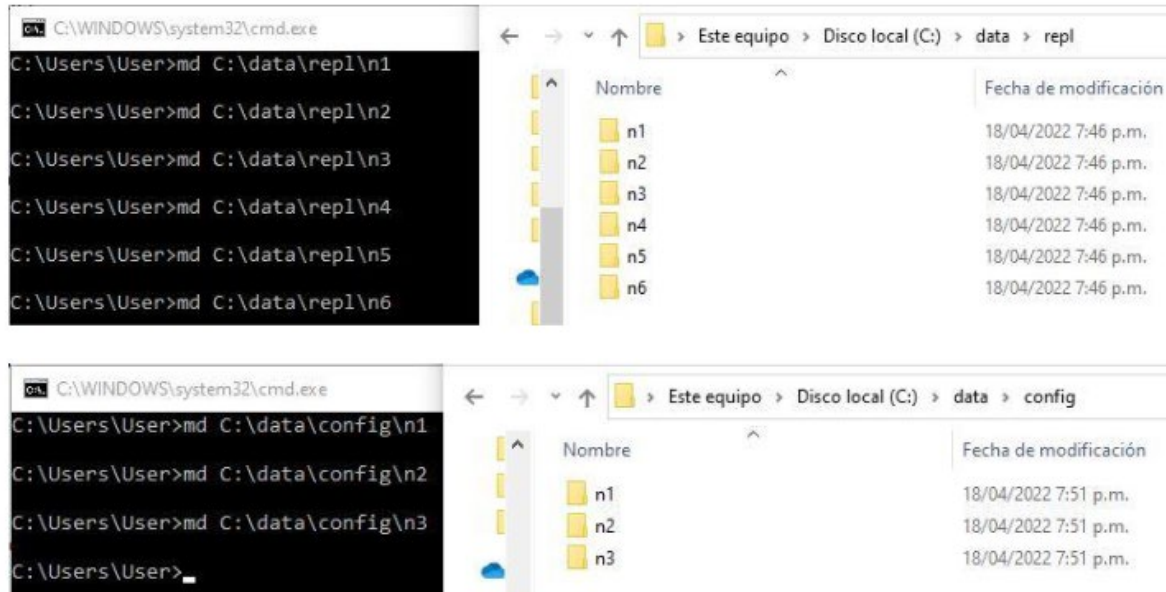 C:\WINDOWS\system32\cmd.exe
C:\Users\User>md C:\data\repl\n1
C:\Users\User>md C:\data\repl\n2
C:\Users\User>md C:\data\repl\n3
C:\Users\User>md C:\data\repl\n4
C:\Users\User>md C:\data\repl\n5
C:\Users\User>md C:\data\repl\n6
Este equipo > Disco local (C:) > data > repl
Nombre Fecha de modificación
n1 18/04/2022 7:46 p.m.
n2 18/04/2022 7:46 p.m.
n3 18/04/2022 7:46 p.m.
n4 18/04/2022 7:46 p.m.
n5 18/04/2022 7:46 p.m.
n6 18/04/2022 7:46 p.m.
C:\WINDOWS\system32\cmd.exe
C:\Users\User>md C:\data\config\n1
C:\Users\User>md C:\data\config\n2
C:\Users\User>md C:\data\config\n3
C:\Users\User>_
Este equipo > Disco local (C:) > data > config
Nombre Fecha de modificación
n1 18/04/2022 7:51 p.m.
n2 18/04/2022 7:51 p.m.
n3 18/04/2022 7:51 p.m.